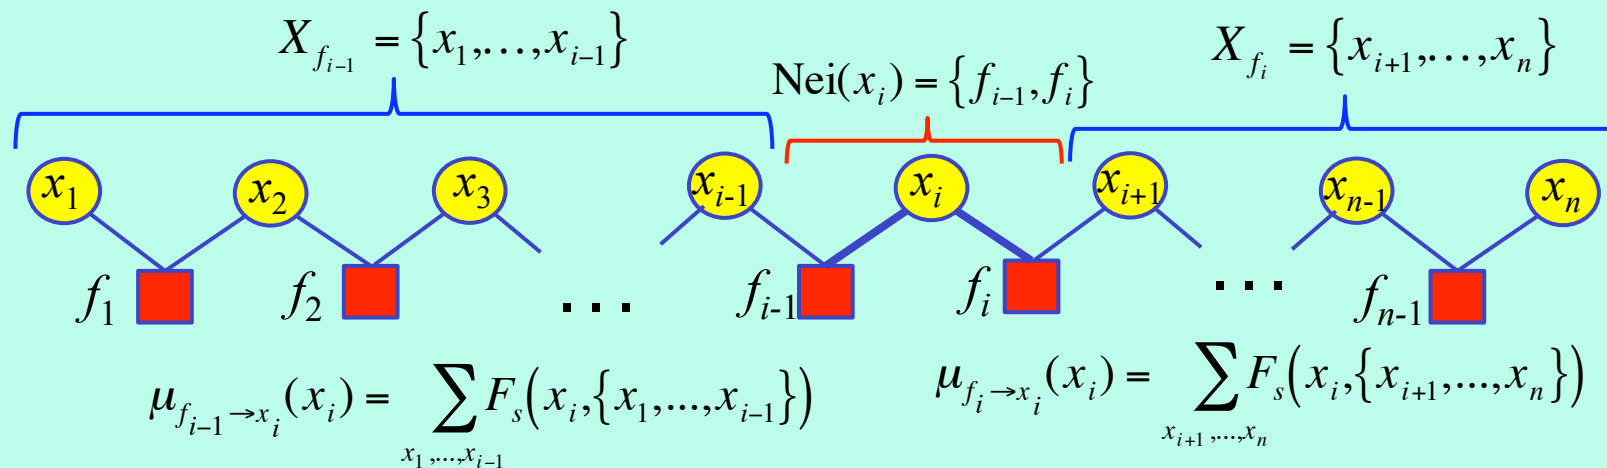 X_{f_{i-1}} = {x_1,…,x_{i-1}}
Nei(x_i) = {f_{i-1}, f_i}
X_{f_i} = {x_{i+1},…,x_n}
x_1 x_2 x_3 x_{i-1} x_i x_{i+1} x_{n-1} x_n
f_1 f_2 … f_{i-1} f_i … f_{n-1}
μ_{f_{i-1}→x_i}(x_i) = ∑_{x_1,...,x_{i-1}} F_s(x_i,{x_1,...,x_{i-1}})
μ_{f_i→x_i}(x_i) = ∑_{x_{i+1},...,x_n} F_s(x_i,{x_{i+1},...,x_n})